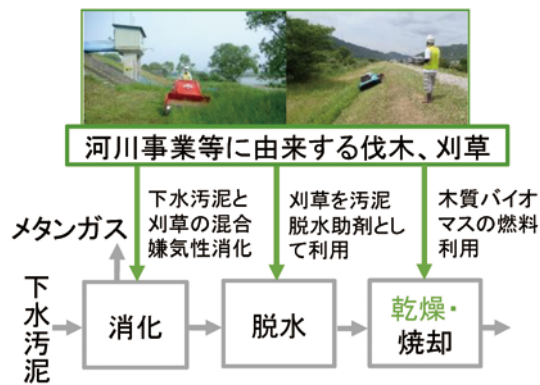 河川事業等に由来する伐木、刈草
下水汚泥と
刈草の混合
嫌気性消化
刈草を汚泥
脱水助剤とし
て利用
木質バイオ
マスの燃料
利用
メタンガス
下水汚泥
消化
脱水
乾燥・
焼却